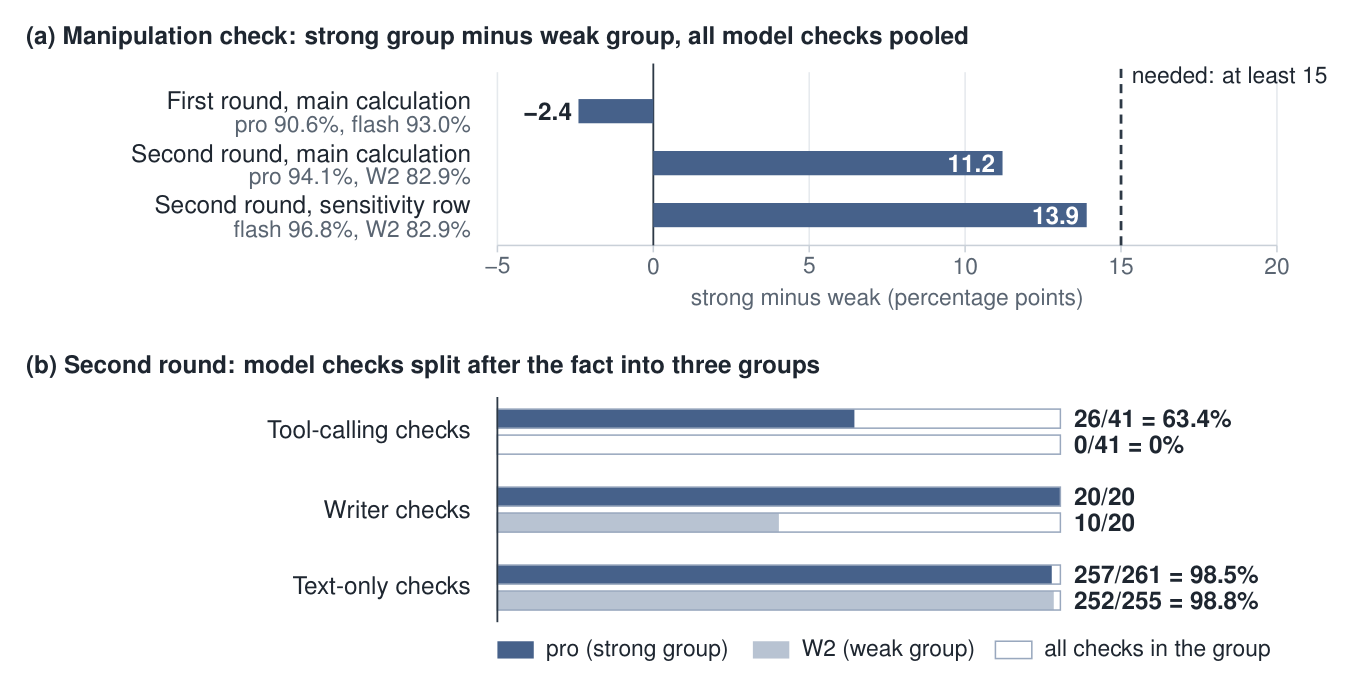 (a) Manipulation check: strong group minus weak group, all model checks pooled
needed: at least 15
First round, main calculation
pro 90.6%, flash 93.0%
−2.4
Second round, main calculation
pro 94.1%, W2 82.9%
11.2
Second round, sensitivity row
flash 96.8%, W2 82.9%
13.9
−5 0 5 10 15 20
strong minus weak (percentage points)
(b) Second round: model checks split after the fact into three groups
Tool-calling checks
26/41 = 63.4%
0/41 = 0%
Writer checks
20/20
10/20
Text-only checks
257/261 = 98.5%
252/255 = 98.8%
pro (strong group) W2 (weak group) all checks in the group